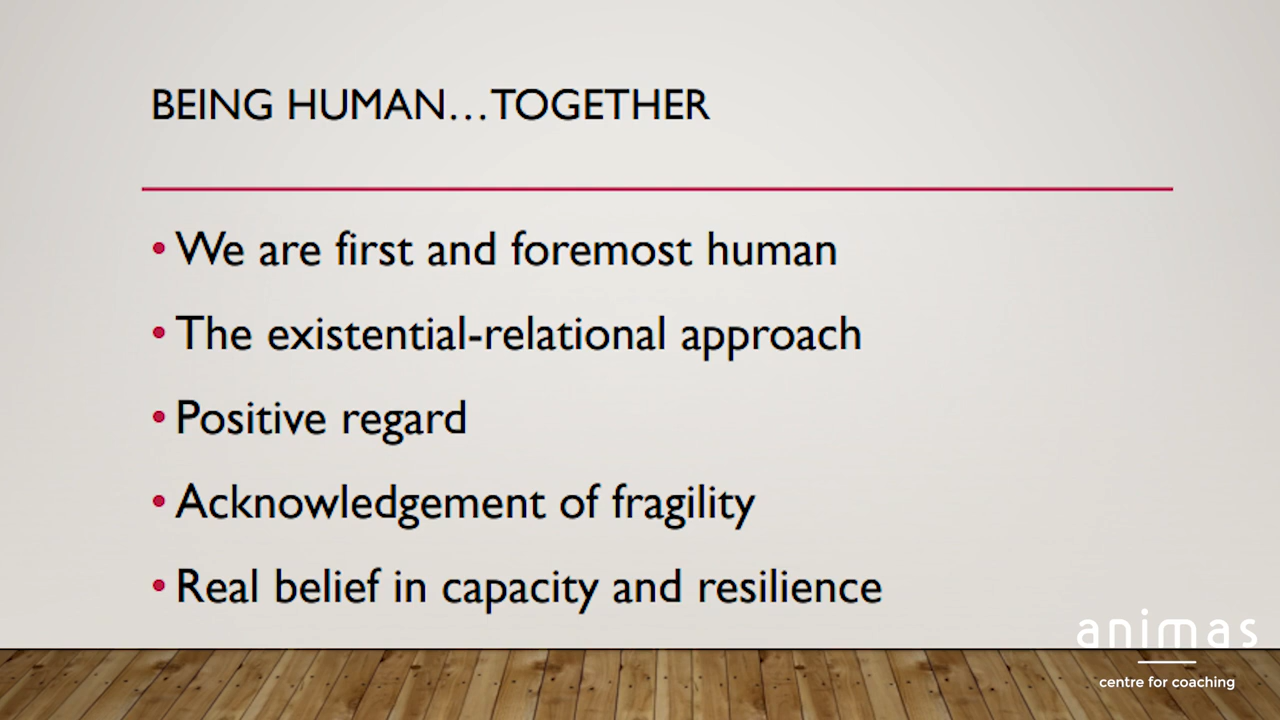 BEING HUMAN...TOGETHER
• We are first and foremost human
• The existential-relational approach
• Positive regard
• Acknowledgement of fragility
• Real belief in capacity and resilience
animas
centre for coaching